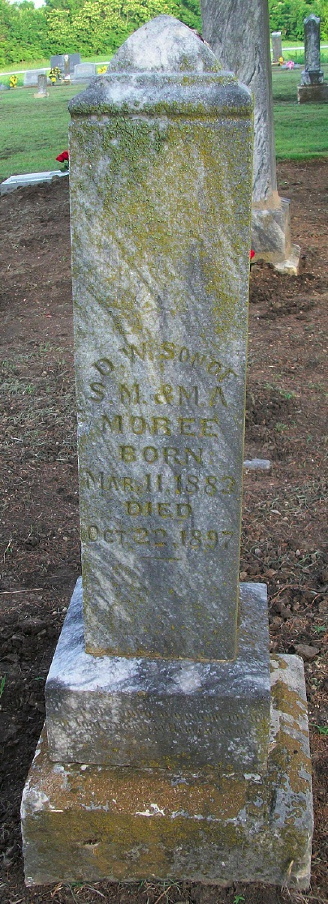 D. W. SON OF
S. M. & M. A.
MOREE
BORN
MAR. 11, 1882
DIED
OCT. 22, 1897